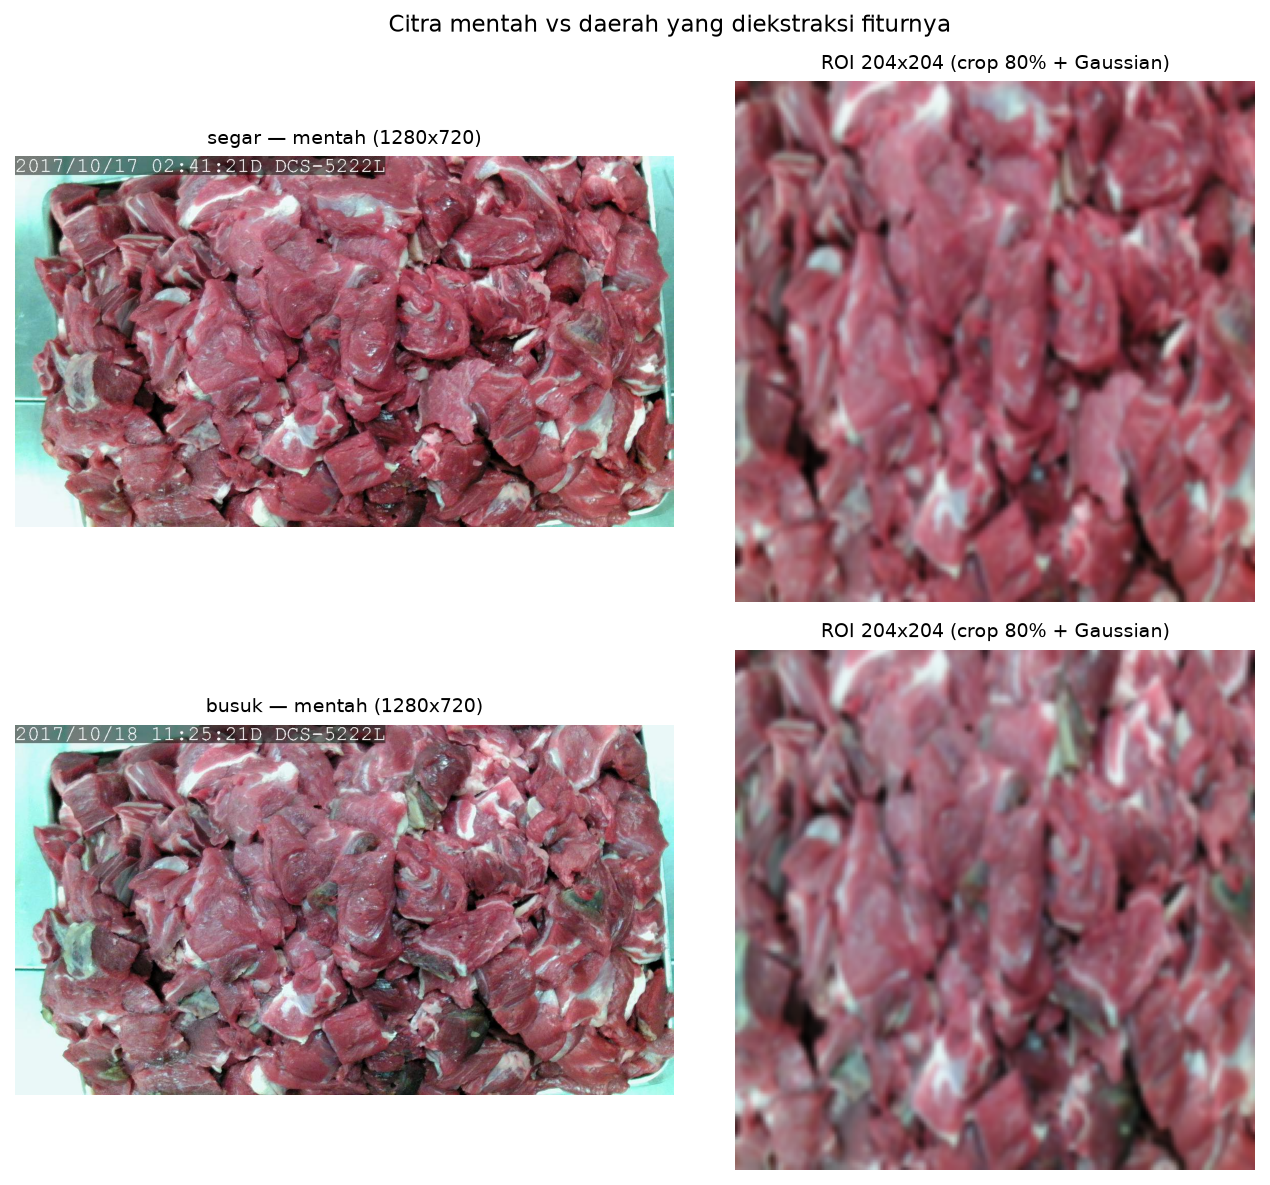 Citra mentah vs daerah yang diekstraksi fiturnya
segar — mentah (1280x720)
2017/10/17 02:41:21D DCS-5222L
ROI 204x204 (crop 80% + Gaussian)
busuk — mentah (1280x720)
2017/10/18 11:25:21D DCS-5222L
ROI 204x204 (crop 80% + Gaussian)